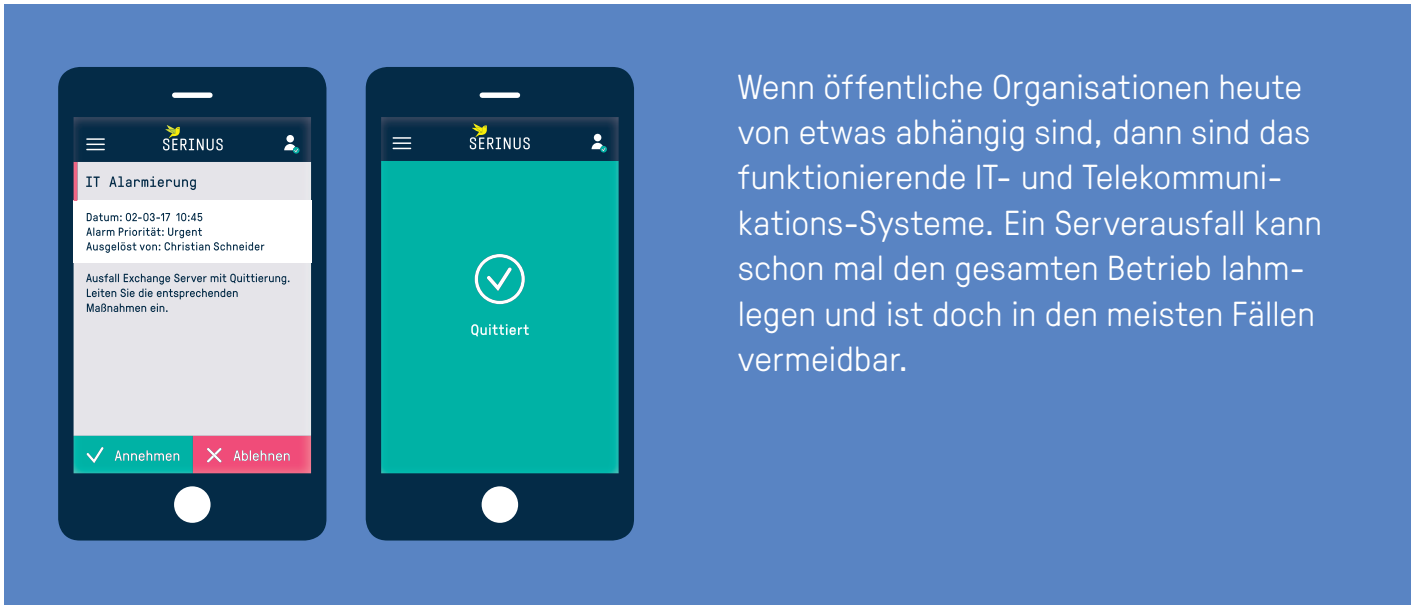 SERINUS
IT Alarmierung
Datum: 02-03-17 10:45
Alarm Priorität: Urgent
Ausgelöst von: Christian Schneider
Ausfall Exchange Server mit Quittierung.
Leiten Sie die entsprechenden
Maßnahmen ein.
Annehmen
Ablehnen
SERINUS
Quittiert
Wenn öffentliche Organisationen heute
von etwas abhängig sind, dann sind das
funktionierende IT- und Telekommuni-
kations-Systeme. Ein Serverausfall kann
schon mal den gesamten Betrieb lahm-
legen und ist doch in den meisten Fällen
vermeidbar.